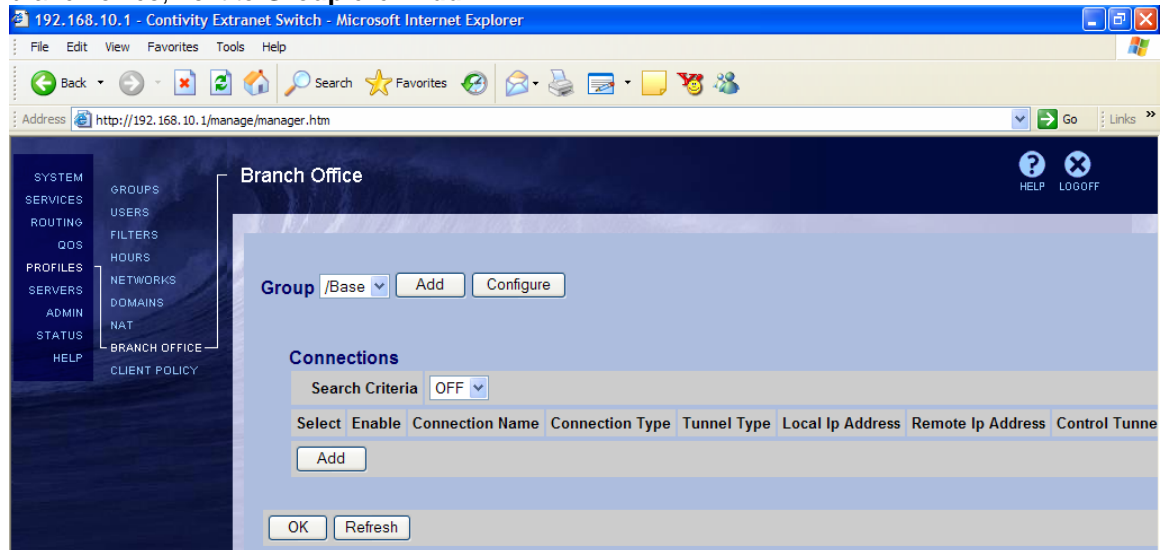 192.168.10.1 - Contivity Extranet Switch - Microsoft Internet Explorer
File Edit View Favorites Tools Help
Back Search Favorites
Address http://192.168.10.1/manage/manager.htm Go Links »
SYSTEM
SERVICES
ROUTING
QOS
PROFILES
SERVERS
ADMIN
STATUS
HELP
GROUPS
USERS
FILTERS
HOURS
NETWORKS
DOMAINS
NAT
BRANCH OFFICE
CLIENT POLICY
Branch Office
HELP LOGOFF
Group /Base Add Configure
Connections
Search Criteria OFF
Select Enable Connection Name Connection Type Tunnel Type Local Ip Address Remote Ip Address Control Tunne
Add
OK Refresh